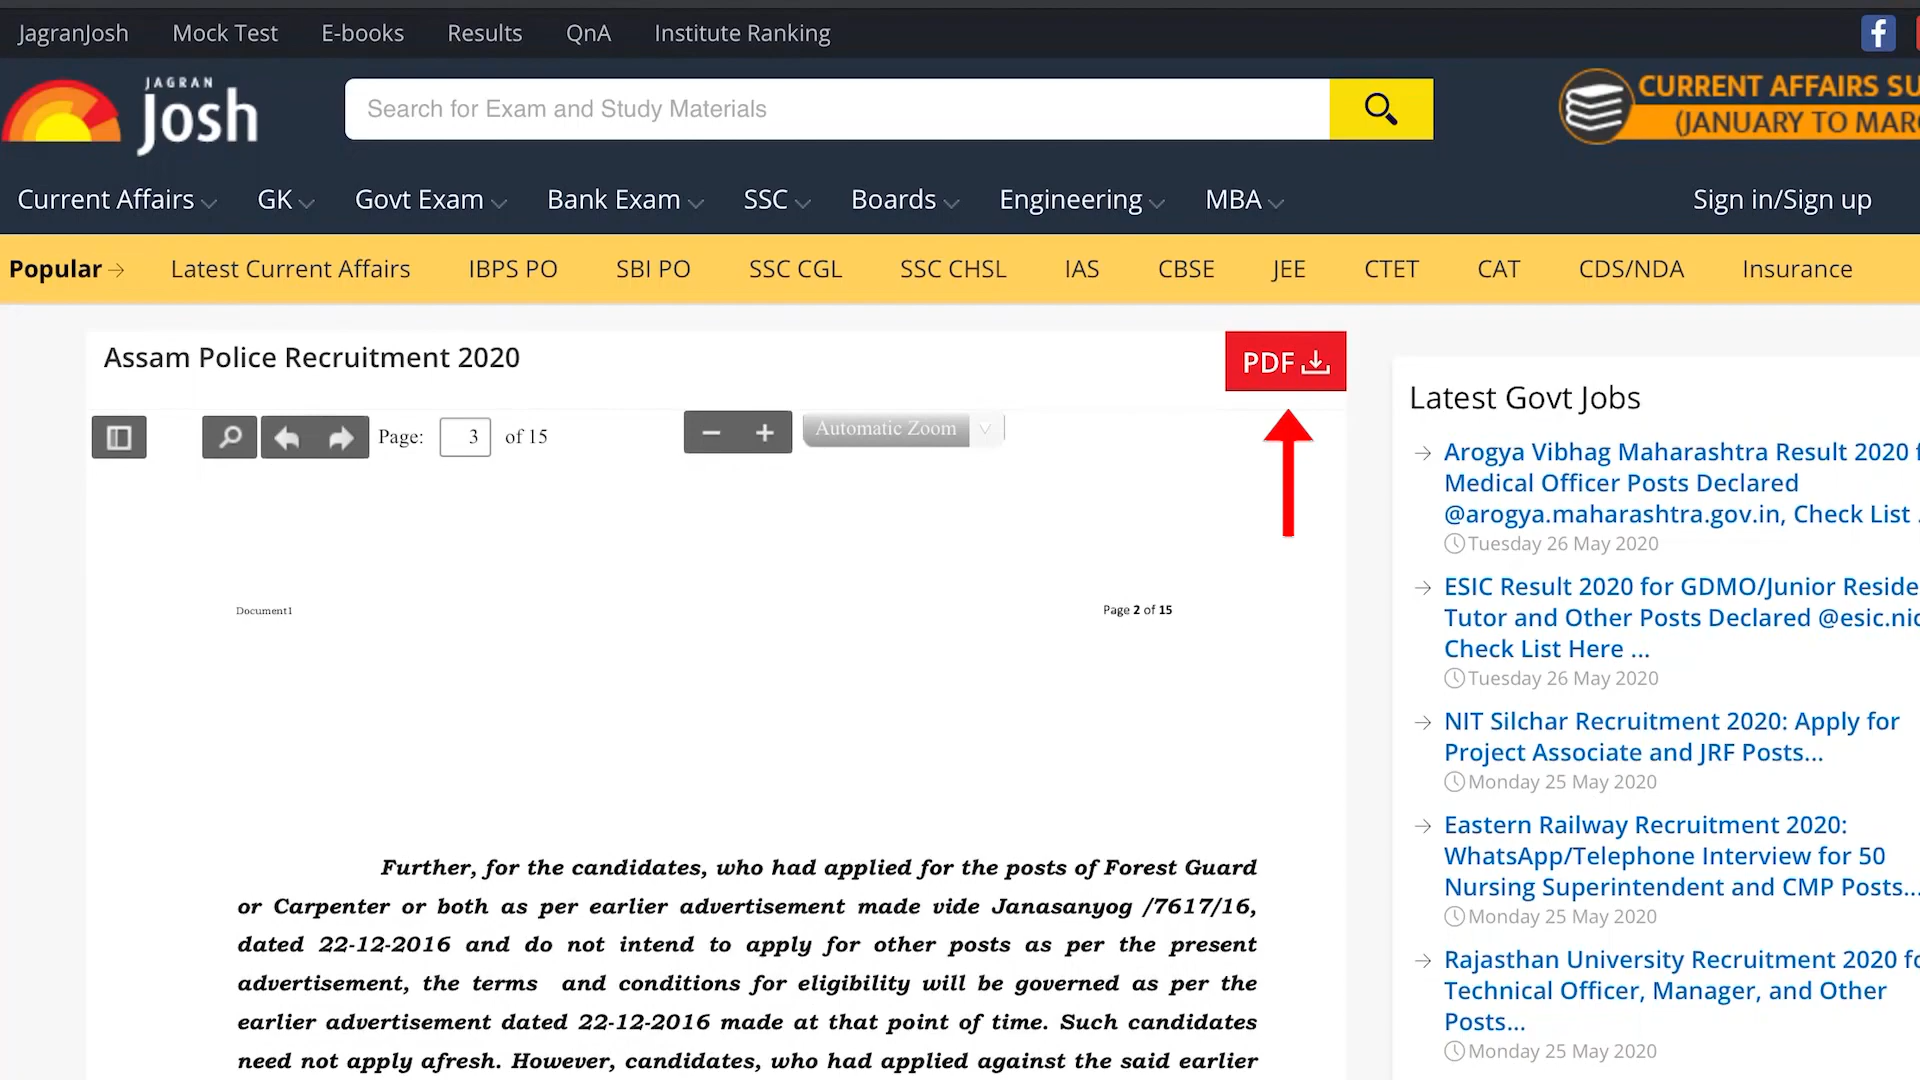 JagranJosh Mock Test E-books Results QnA Institute Ranking
JAGRAN
Josh
Search for Exam and Study Materials
CURRENT AFFAIRS
(JANUARY TO
Current Affairs GK Govt Exam Bank Exam SSC Boards Engineering MBA Sign in/Sign up
Popular Latest Current Affairs IBPS PO SBI PO SSC CGL SSC CHSL IAS CBSE JEE CTET CAT CDS/NDA Insurance
Assam Police Recruitment 2020
PDF
Page: 3 of 15
Automatic Zoom
Document1
Page 2 of 15
Further, for the candidates, who had applied for the posts of Forest Guard
or Carpenter or both as per earlier advertisement made vide Janasanyog /7617/16,
dated 22-12-2016 and do not intend to apply for other posts as per the present
advertisement, the terms and conditions for eligibility will be governed as per the
earlier advertisement dated 22-12-2016 made at that point of time. Such candidates
need not apply afresh. However, candidates, who had applied against the said earlier
Latest Govt Jobs
Arogya Vibhag Maharashtra Result 2020
Medical Officer Posts Declared
@arogya.maharashtra.gov.in, Check List
Tuesday 26 May 2020
ESIC Result 2020 for GDMO/Junior
Tutor and Other Posts Declared
Check List Here ...
Tuesday 26 May 2020
NIT Silchar Recruitment 2020: Apply for
Project Associate and JRF Posts...
Monday 25 May 2020
Eastern Railway Recruitment 2020:
WhatsApp/Telephone Interview for 50
Nursing Superintendent and CMP Posts...
Monday 25 May 2020
Rajasthan University Recruitment 2020
Technical Officer, Manager, and Other
Posts...
Monday 25 May 2020